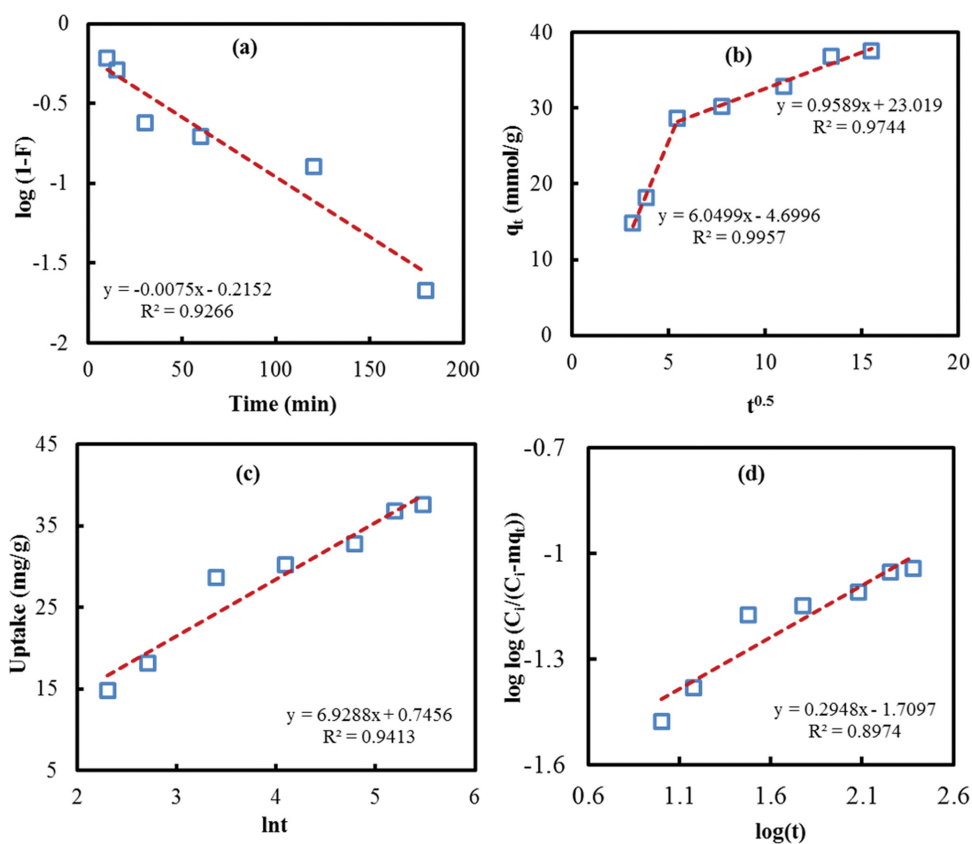 (a)
0
-0.5
-1
-1.5
-2
log (1-F)
y = -0.0075x - 0.2152
R² = 0.9266
0 50 100 150 200
Time (min)
(b)
40
30
20
10
0
qt (mmol/g)
y = 0.9589x + 23.019
R² = 0.9744
y = 6.0499x - 4.6996
R² = 0.9957
0 5 10 15 20
t^0.5
(c)
45
35
25
15
5
Uptake (mg/g)
y = 6.9288x + 0.7456
R² = 0.9413
2 3 4 5 6
lnt
(d)
-0.7
-1
-1.3
-1.6
log log (Ci/(Ci-mqt))
y = 0.2948x - 1.7097
R² = 0.8974
0.6 1.1 1.6 2.1 2.6
log(t)